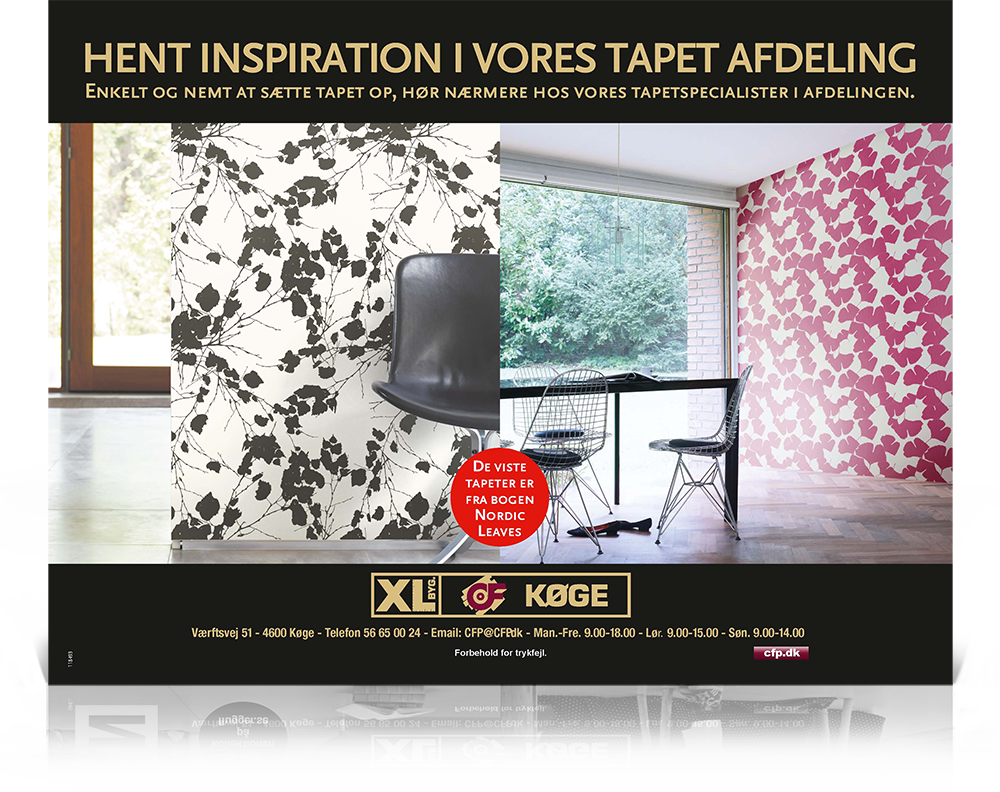 HENT INSPIRATION I VORES TAPET AFDELING
ENKELT OG NEMT AT SÆTTE TAPET OP, HØR NÆRMERE HOS VORES TAPETSPECIALISTER I AFDELINGEN.
DE VISTE
TAPETER ER
FRA BOGEN
NORDIC
LEAVES
XL BYG. CF KØGE
Værftsvej 51 - 4600 Køge - Telefon 56 65 00 24 - Email: CFP@CFP.dk - Man.-Fre. 9.00-18.00 - Lør. 9.00-15.00 - Søn. 9.00-14.00
Forbehold for trykfejl.
cfp.dk